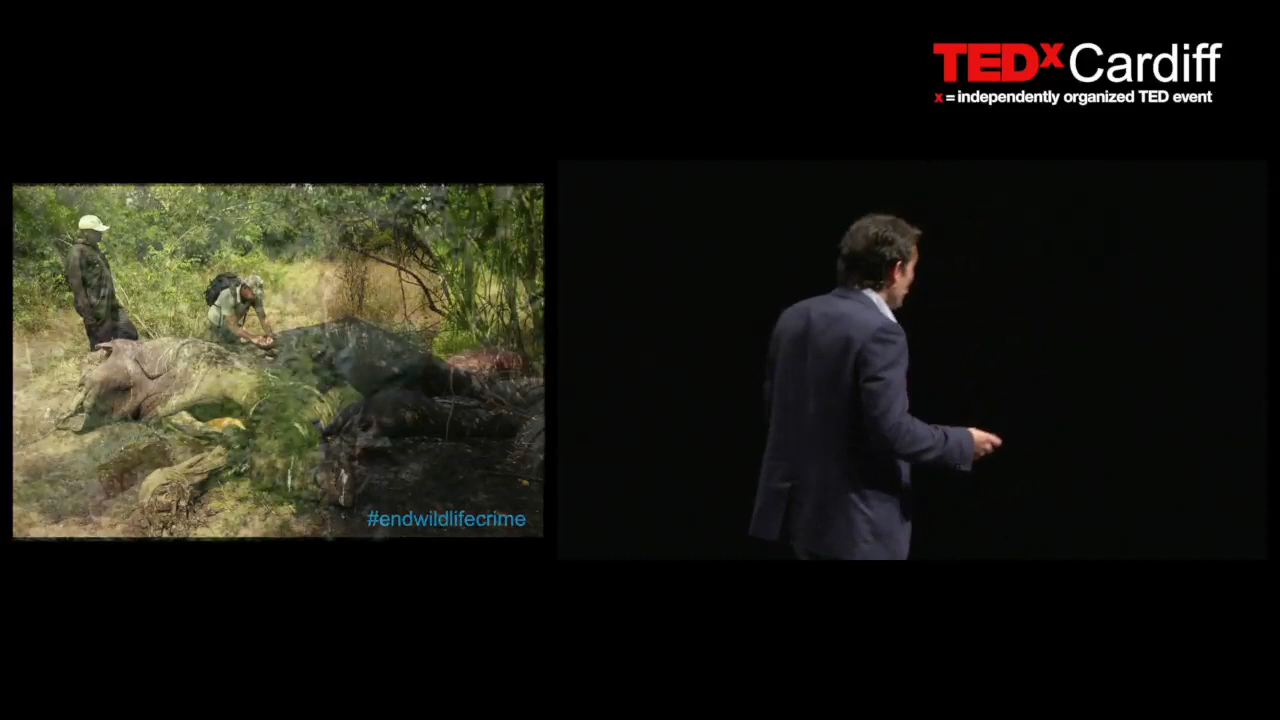 TEDxCardiff
x = independently organized TED event
#endwildlifecrime